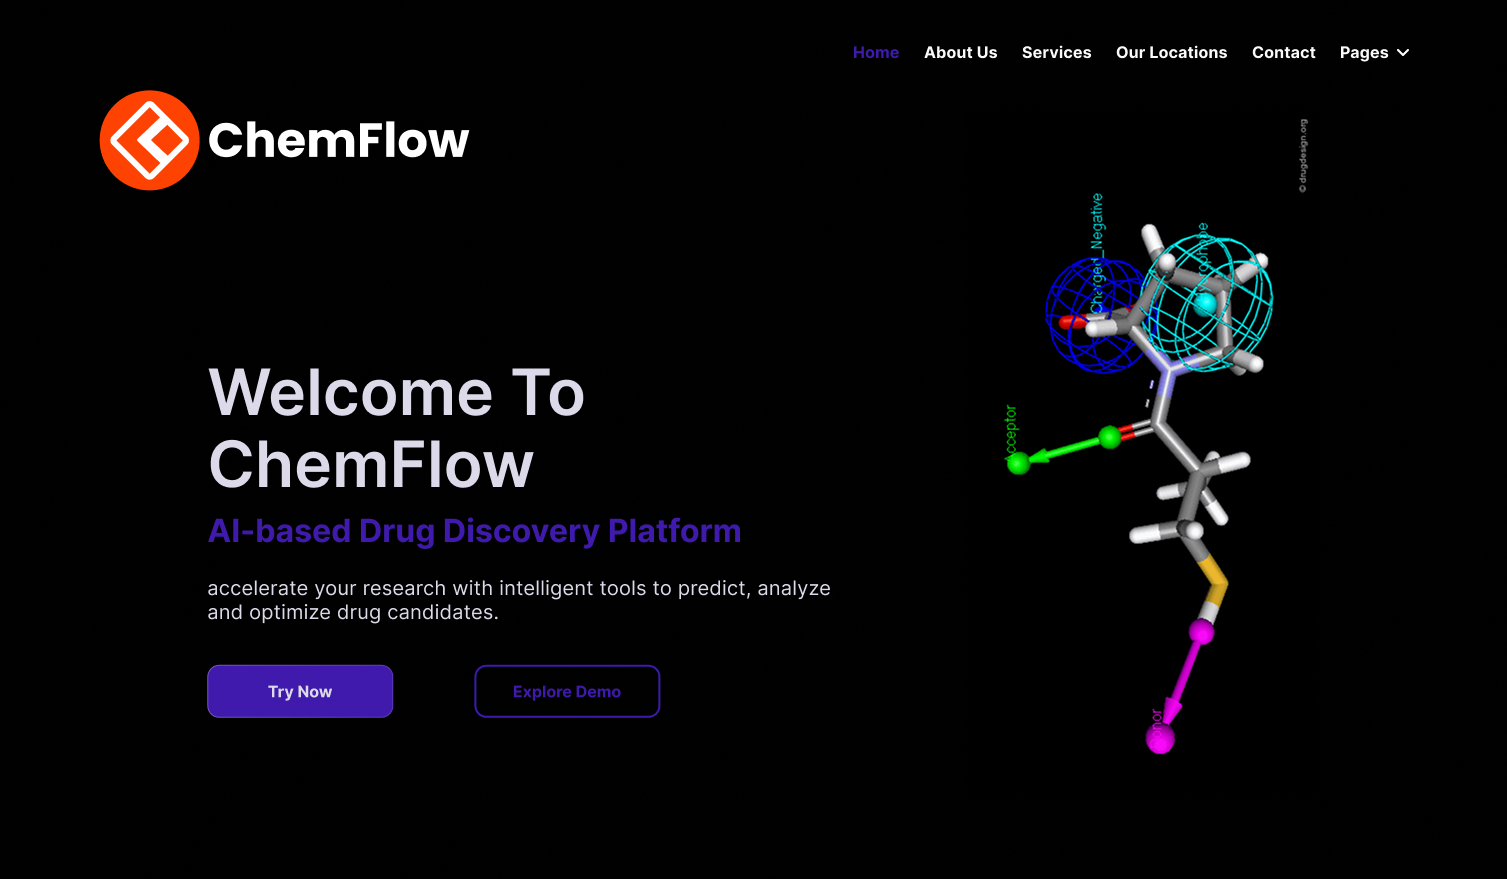 Home About Us Services Our Locations Contact Pages
ChemFlow
© drugdesign.org
Charged_Negative
Acceptor
Welcome To
ChemFlow
AI-based Drug Discovery Platform
accelerate your research with intelligent tools to predict, analyze
and optimize drug candidates.
Try Now Explore Demo